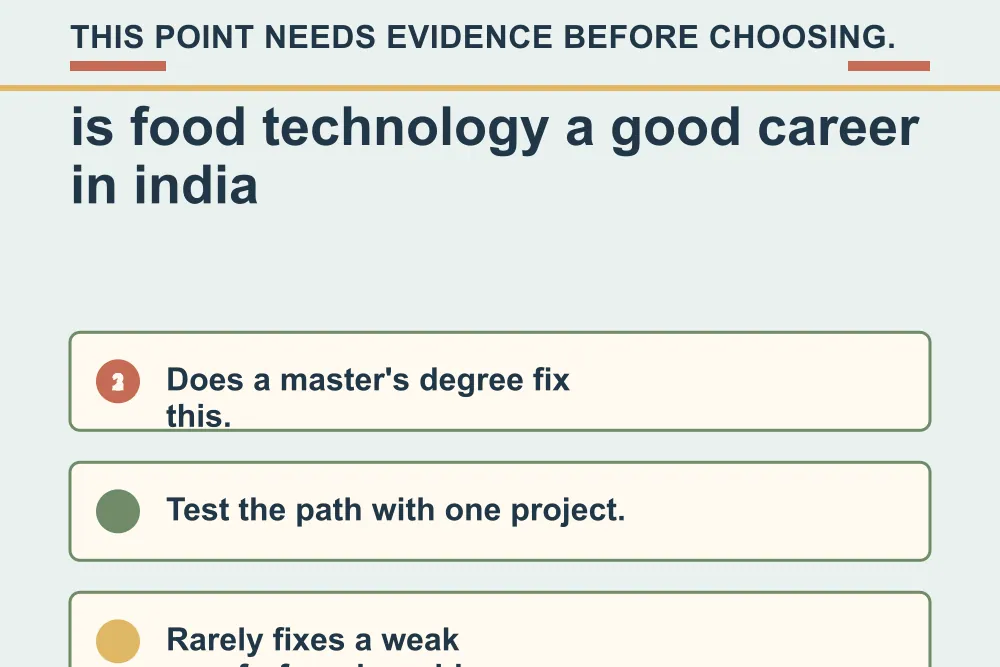 THIS POINT NEEDS EVIDENCE BEFORE CHOOSING.
is food technology a good career
in india
Does a master's degree fix
this.
Test the path with one project.
Rarely fixes a weak